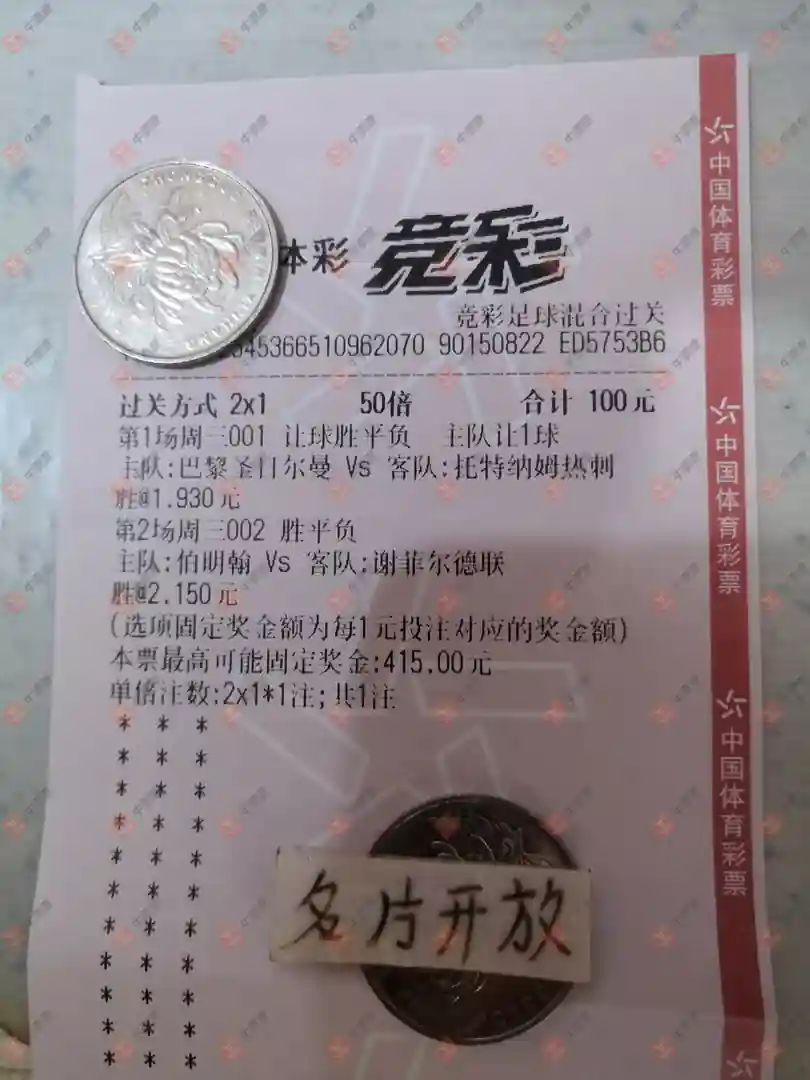 本彩 竞彩
竞彩足球混合过关
5366510962070 90150822 ED5753B6
过关方式 2x1 50倍 合计 100元
第1场周三001 让球胜平负 主队让1球
主队:巴黎圣日尔曼 Vs 客队:托特纳姆热刺
胜@1.930元
第2场周三002 胜平负
主队:伯明翰 Vs 客队:谢菲尔德联
胜@2.150元
(选项固定奖金额为每1元投注对应的奖金额)
本票最高可能固定奖金:415.00元
单倍注数:2x1*1注;共1注
* * *
* * *
* * *
* * *
* * *
* * *
* * *
* * *
* * *
* * *
* * *
名片开放
中国体育彩票
中国体育彩票
中国体育彩票